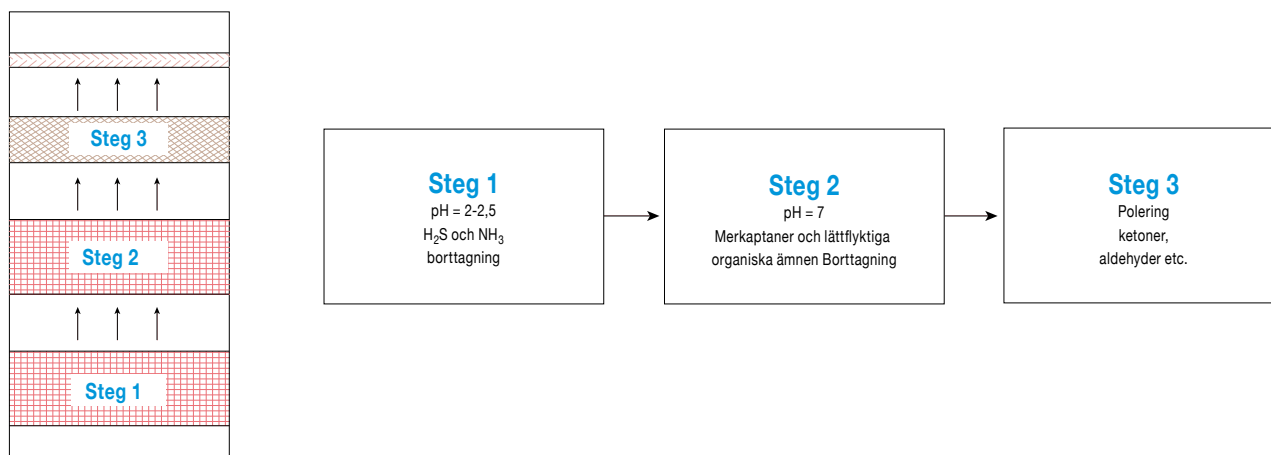 Steg 3
Steg 2
Steg 1
Steg 1
pH = 2-2,5
H₂S och NH₃
borttagning
Steg 2
pH = 7
Merkaptaner och lättflyktiga
organiska ämnen Borttagning
Steg 3
Polering
ketoner,
aldehyder etc.